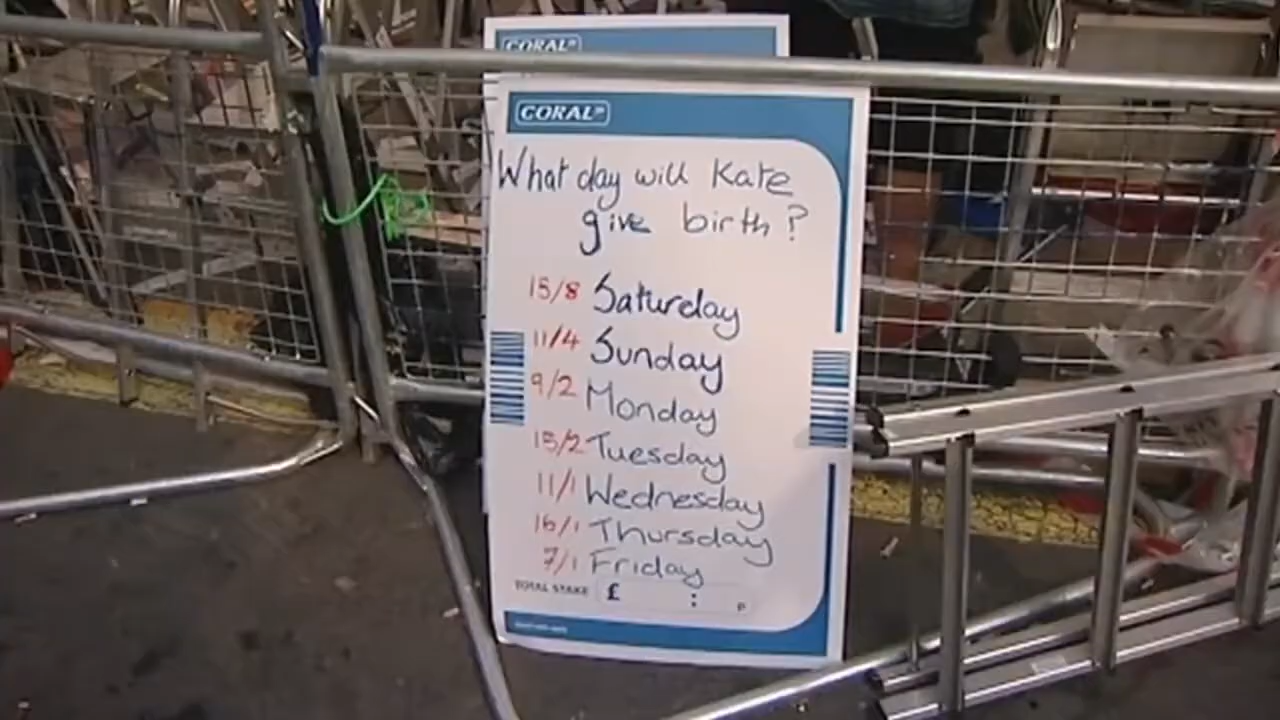 CORAL
CORAL
What day will Kate
give birth?
15/8 Saturday
11/4 Sunday
9/2 Monday
15/2 Tuesday
11/1 Wednesday
16/1 Thursday
7/1 Friday
TOTAL STAKE £ : P